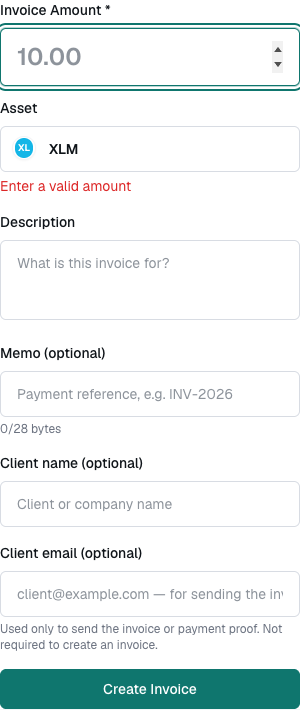 Invoice Amount *
10.00
Asset
XL XLM
Enter a valid amount
Description
What is this invoice for?
Memo (optional)
Payment reference, e.g. INV-2026
0/28 bytes
Client name (optional)
Client or company name
Client email (optional)
client@example.com — for sending the inv
Used only to send the invoice or payment proof. Not
required to create an invoice.
Create Invoice